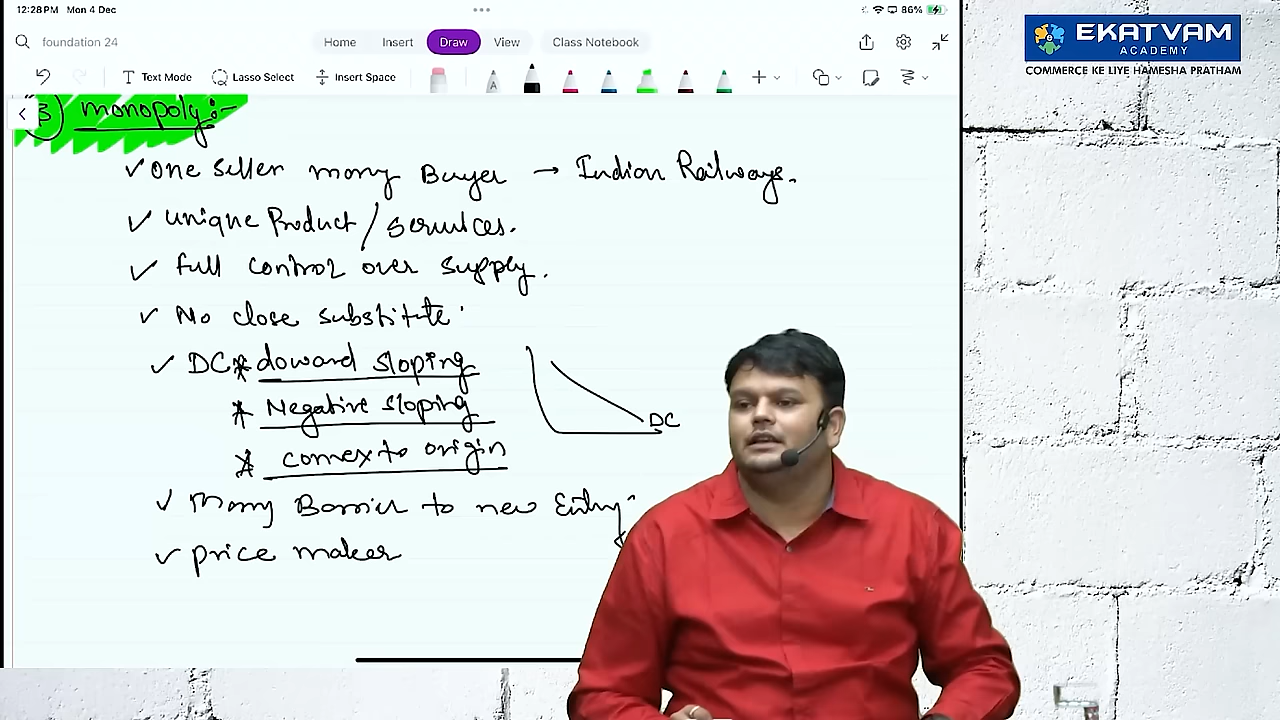 12:28 PM Mon 4 Dec
86%
foundation 24
Home Insert Draw View Class Notebook
Text Mode Lasso Select Insert Space
EKATVAM
ACADEMY
COMMERCE KE LIYE HAMESHA PRATHAM
3) monopoly:-
✓ one seller many Buyer → Indian Railways.
✓ unique Product / services.
✓ full control over supply.
✓ No close substitute
✓ DC * doward sloping
* Negative sloping
DC
* comex to origin
✓ Many Barrier to new Entry
✓ price maker